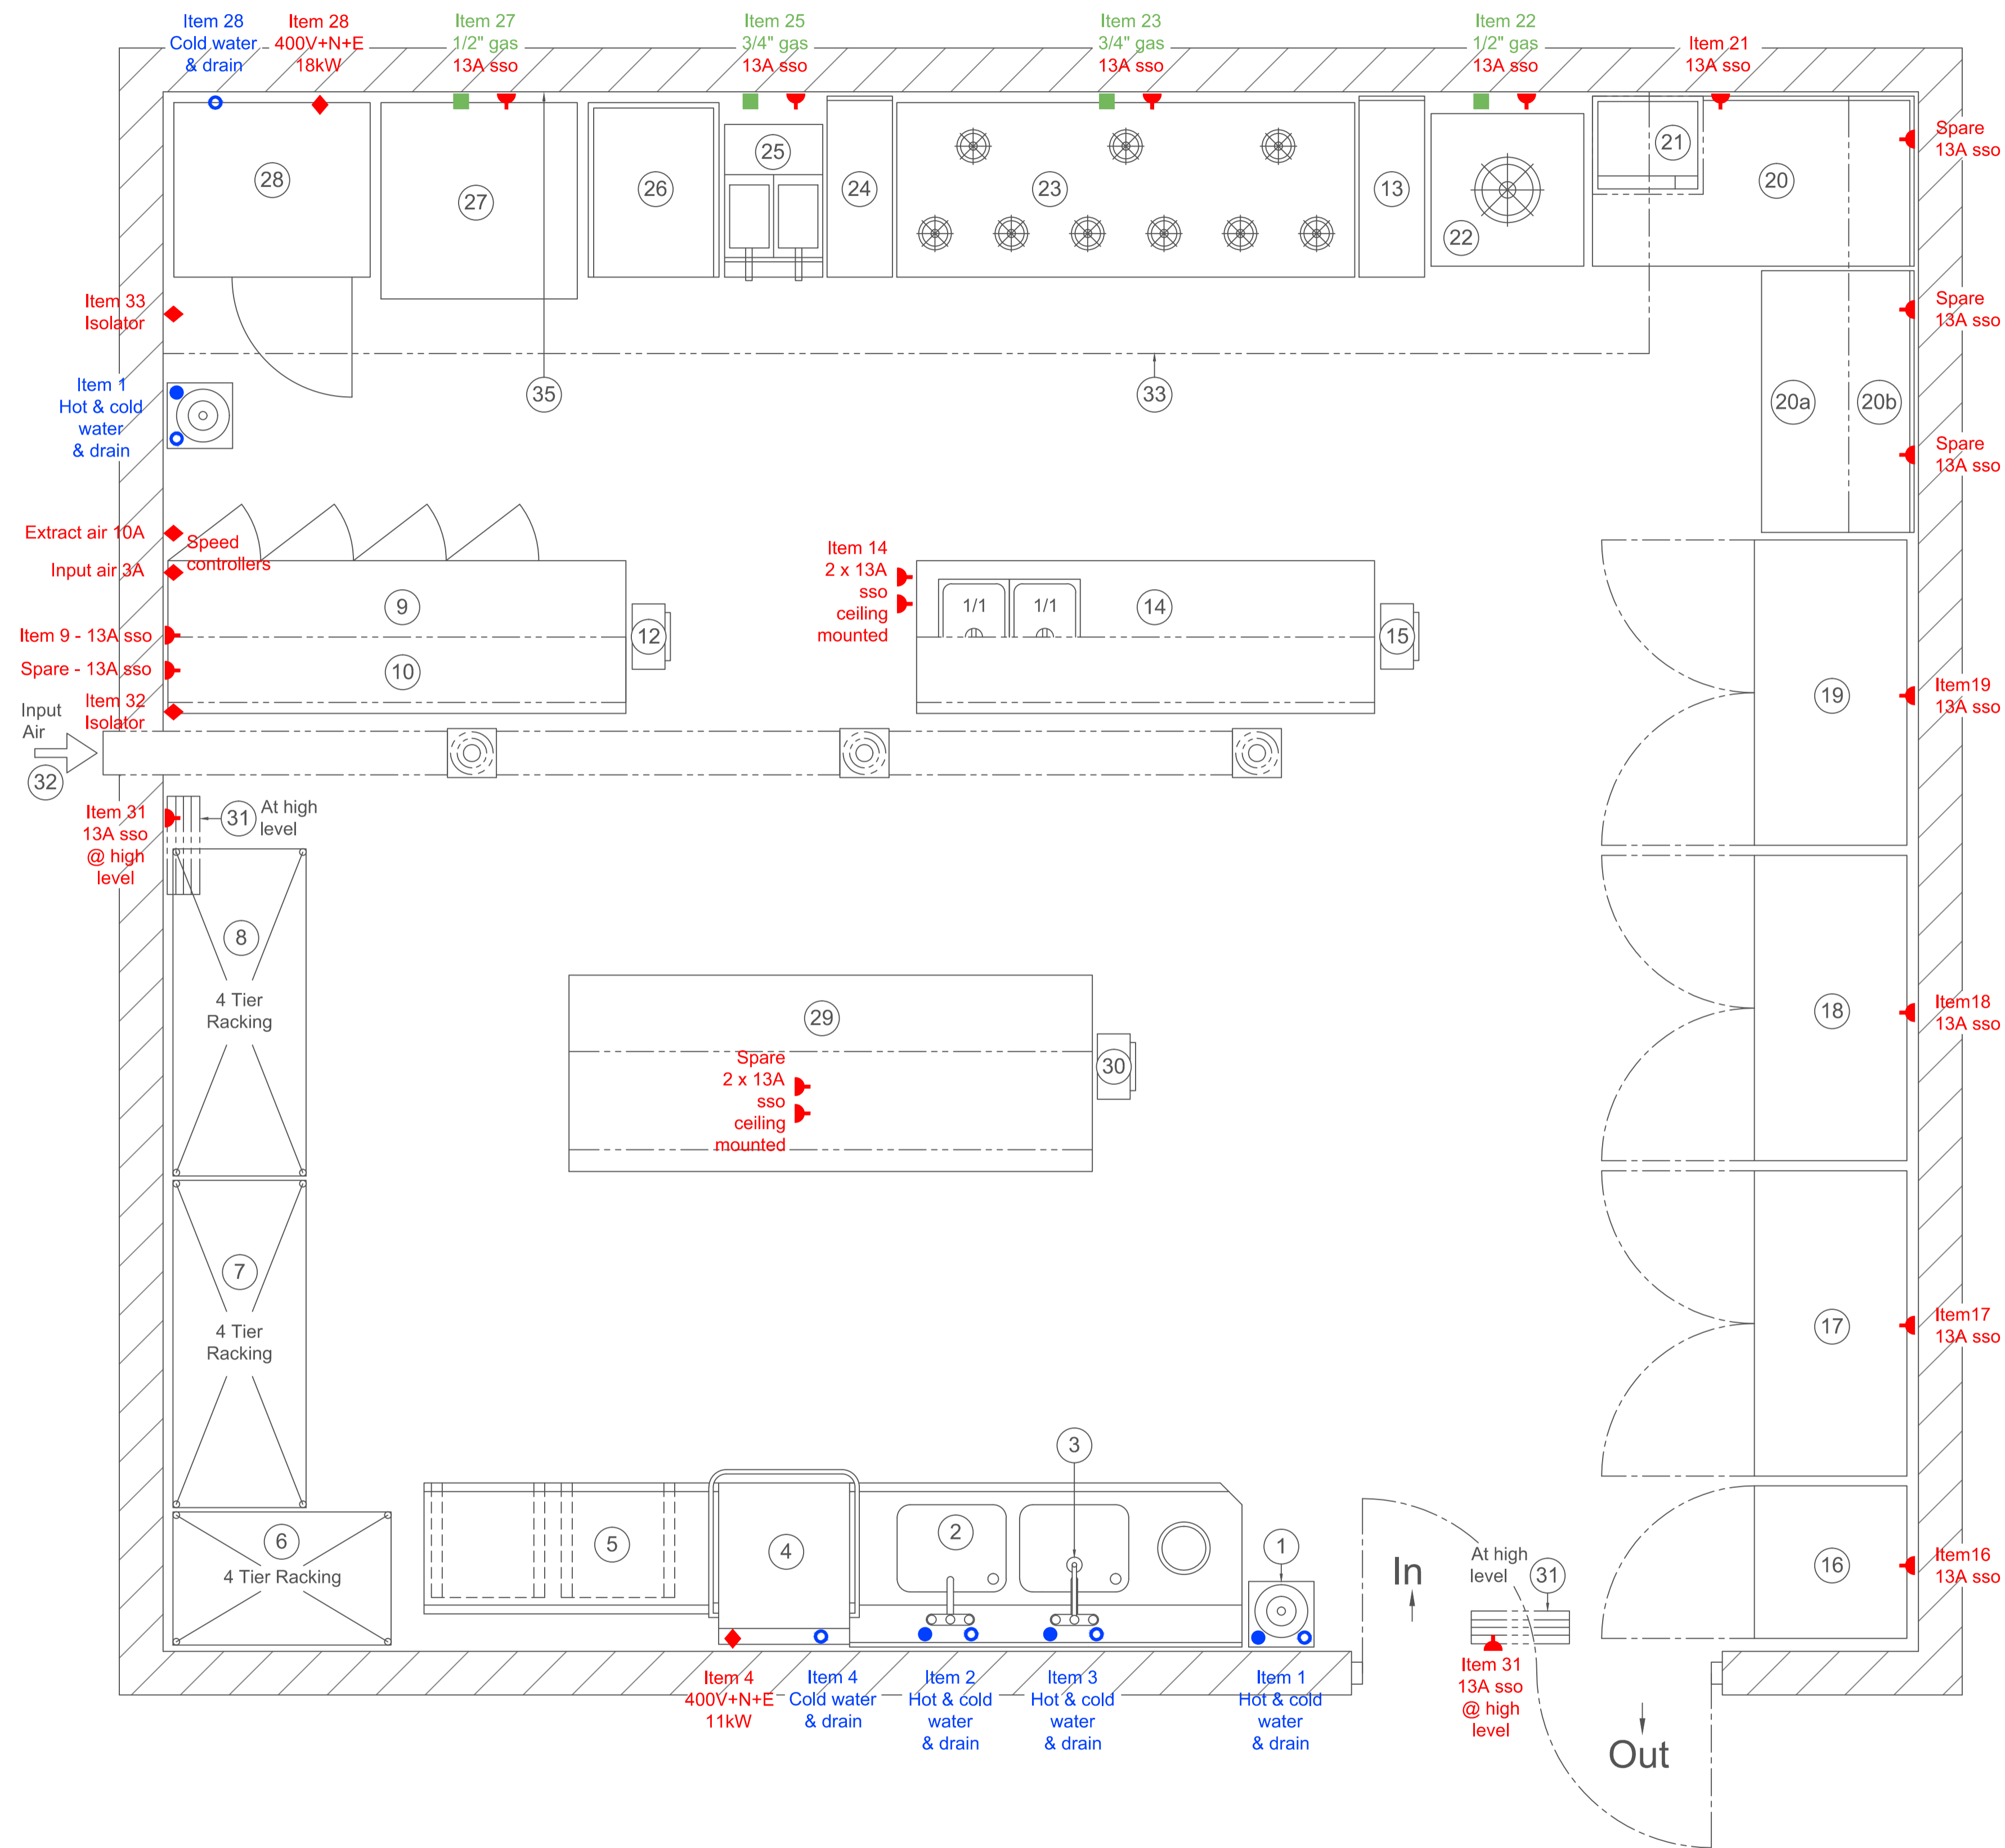 Item 28
Cold water
& drain
Item 28
400V+N+E
18kW
Item 27
1/2" gas
13A sso
Item 25
3/4" gas
13A sso
Item 23
3/4" gas
13A sso
Item 22
1/2" gas
13A sso
Item 21
13A sso
28
27
26
25
24
23
13
22
21
20
Spare
13A sso
Item 33
Isolator
Spare
13A sso
35
33
20a
20b
Item 1
Hot & cold
water
& drain
Spare
13A sso
Extract air 10A
Speed
controllers
Input air 3A
Item 9 - 13A sso
Spare - 13A sso
Item 32
Isolator
9
10
12
Item 14
2 x 13A
sso
ceiling
mounted
1/1
1/1
14
15
19
Item19
13A sso
Input
Air
32
Item 31
13A sso
@ high
level
31
At high
level
8
4 Tier
Racking
29
Spare
2 x 13A
sso
ceiling
mounted
30
18
Item18
13A sso
7
4 Tier
Racking
17
Item17
13A sso
6
4 Tier Racking
5
4
2
3
1
In
At high
level
31
16
Item16
13A sso
Item 4
400V+N+E
11kW
Item 4
Cold water
& drain
Item 2
Hot & cold
water
& drain
Item 3
Hot & cold
water
& drain
Item 1
Hot & cold
water
& drain
Item 31
13A sso
@ high
level
Out